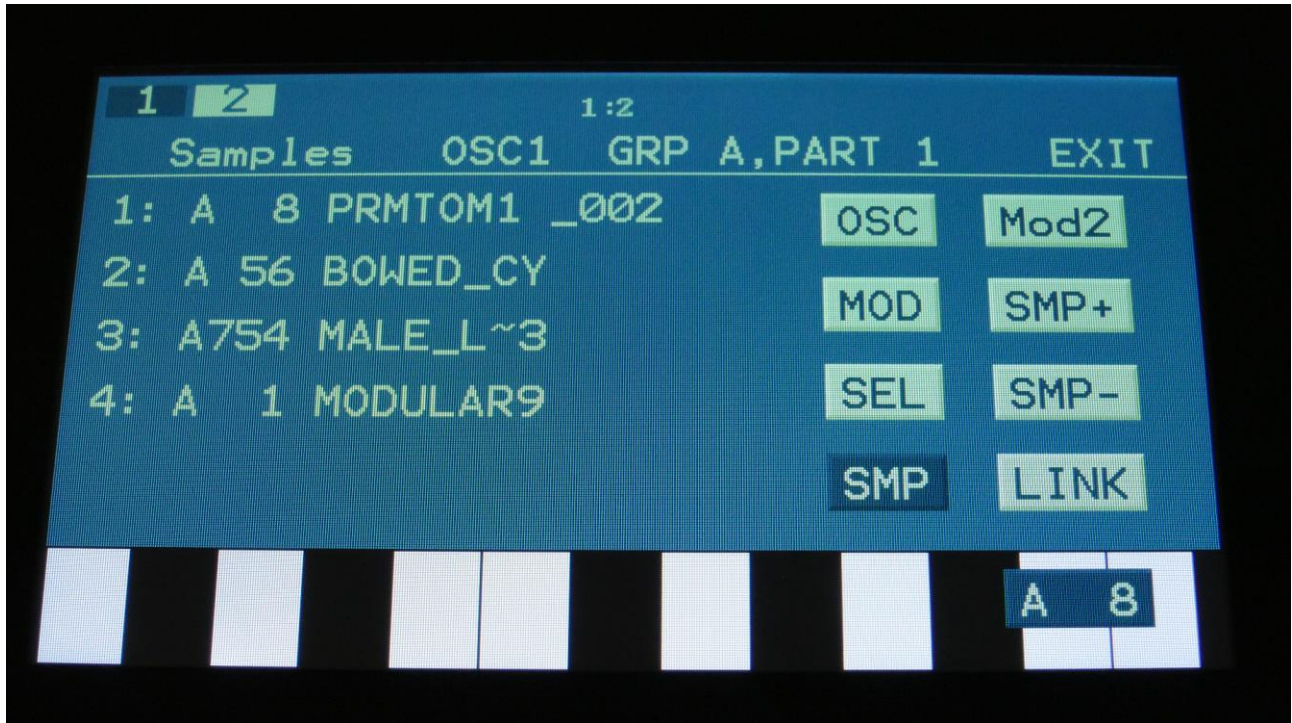 1 2 1:2
Samples OSC1 GRP A,PART 1 EXIT
1: A 8 PRMTOM1 _002
2: A 56 BOWED_CY
3: A754 MALE_L~3
4: A 1 MODULAR9
OSC Mod2
MOD SMP+
SEL SMP-
SMP LINK
A 8